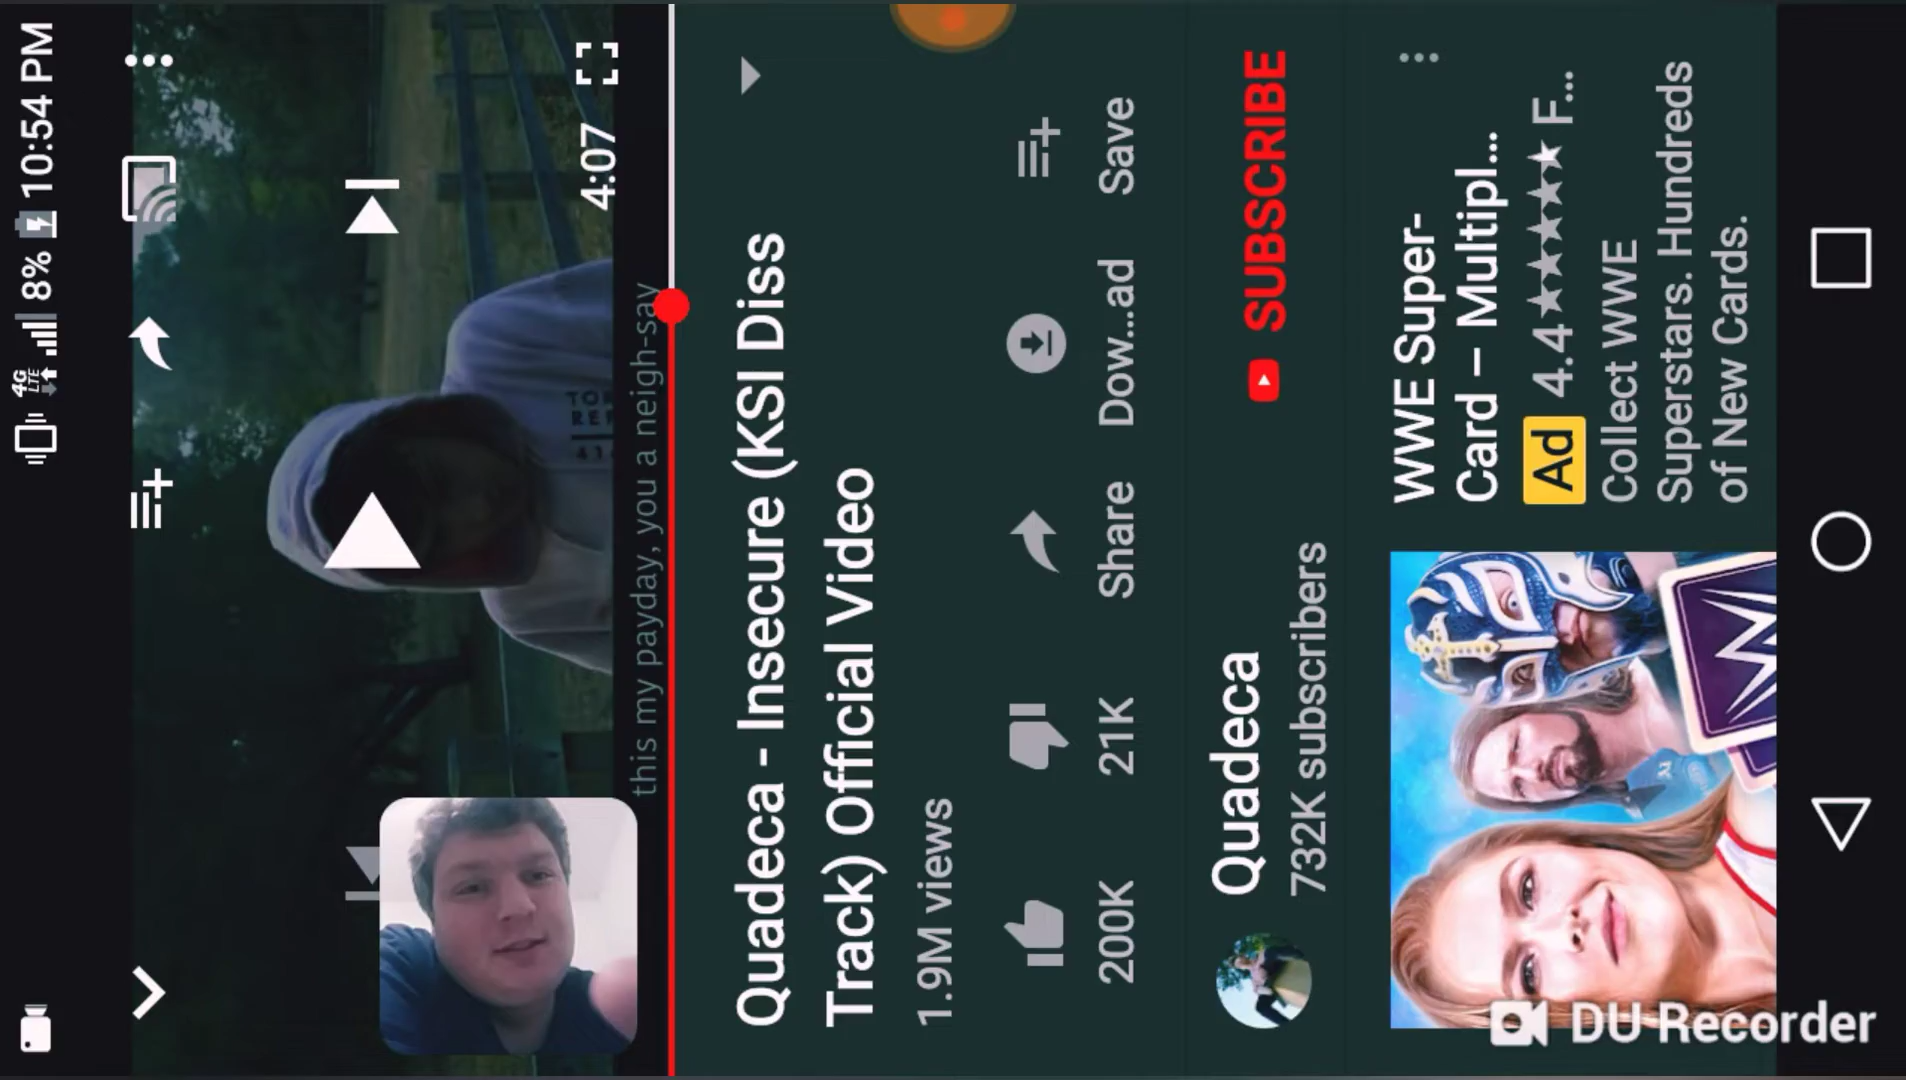 4G
LTE
8%
10:54 PM
4:07
this my payday, you a neigh-say
Quadeca - Insecure (KSI Diss
Track) Official Video
1.9M views
200K
21K
Share
Dow...ad
Save
Quadeca
732K subscribers
SUBSCRIBE
WWE Super-
Card – Multipl...
Ad 4.4 ★★★★★ F...
Collect WWE
Superstars. Hundreds
of New Cards.
DU Recorder